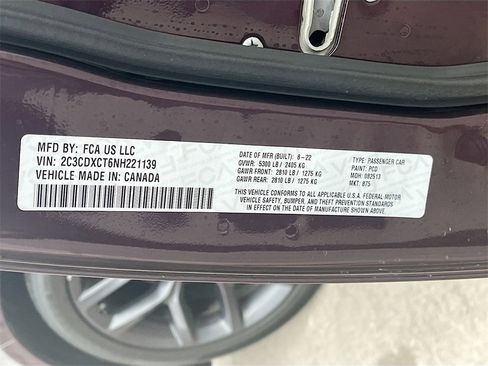 MFD BY: FCA US LLC
VIN: 2C3CDXCT6NH221139
VEHICLE MADE IN: CANADA
DATE OF MFR (BUILT): 8-22
GVWR: 5300 LB / 2405 KG
GAWR FRONT: 2810 LB / 1275 KG
GAWR REAR: 2810 LB / 1275 KG
TYPE: PASSENGER CAR
PAINT: PCD
MDH: 082513
MKT: 875
THIS VEHICLE CONFORMS TO ALL APPLICABLE U.S.A. FEDERAL MOTOR
VEHICLE SAFETY, BUMPER, AND THEFT PREVENTION STANDARDS
IN EFFECT ON THE DATE OF MANUFACTURE SHOWN ABOVE.